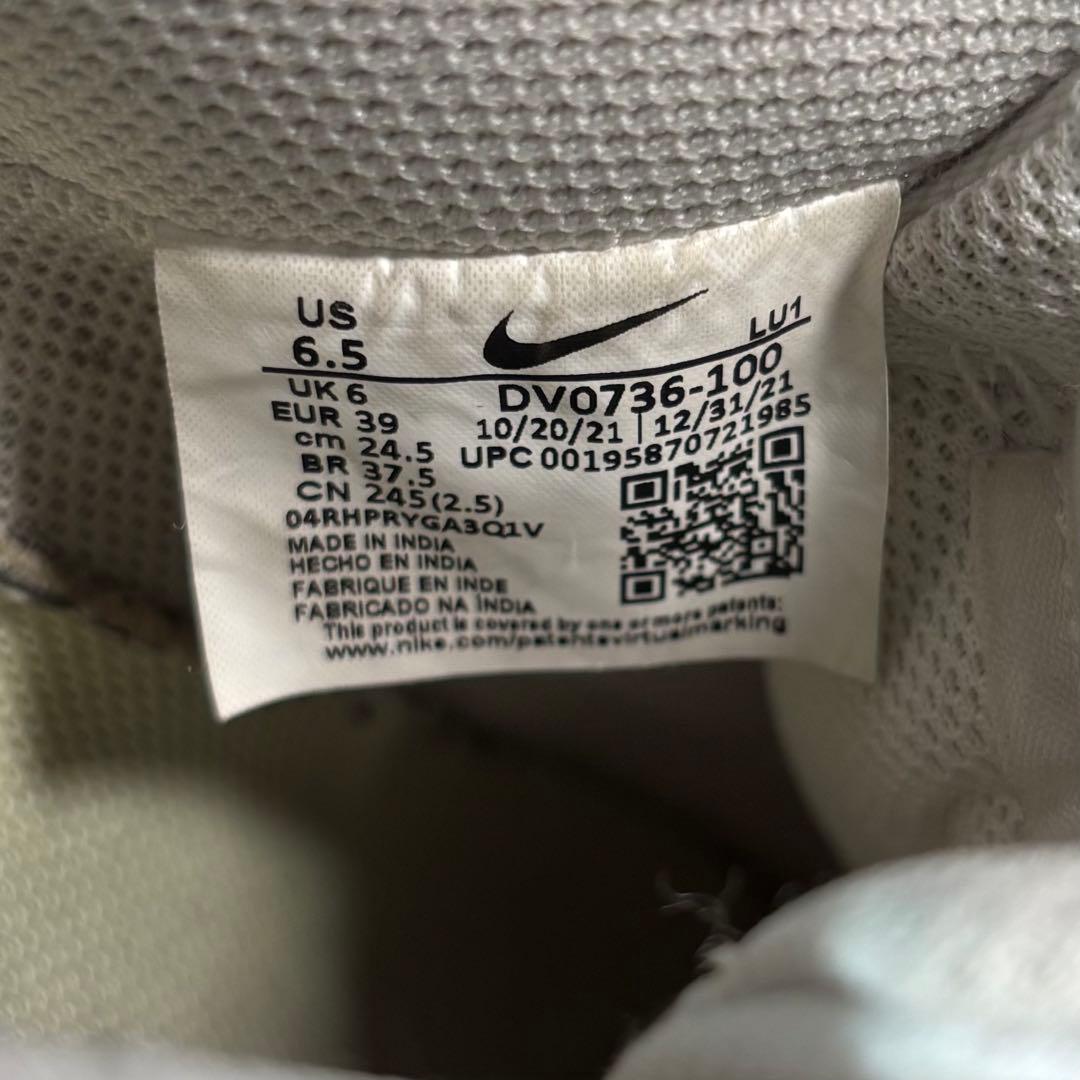 US
6.5
LU1
UK 6
EUR 39
cm 24.5
BR 37.5
CN 245(2.5)
DV0736-100
10/20/21 | 12/31/21
UPC 00195870721985
04RHPRYGA3Q1V
MADE IN INDIA
HECHO EN INDIA
FABRIQUE EN INDE
FABRICADO NA ÍNDIA
This product is covered by one or more patents:
www.nike.com/patentsvirtualmarking